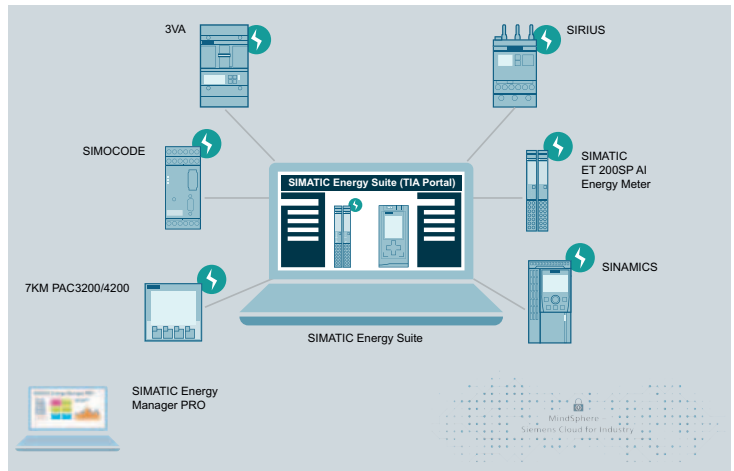 3VA
SIRIUS
SIMOCODE
SIMATIC
ET 200SP AI
Energy Meter
SIMATIC Energy Suite (TIA Portal)
7KM PAC3200/4200
SINAMICS
SIMATIC Energy Suite
SIMATIC Energy
Manager PRO
MindSphere
Siemens Cloud for Industry